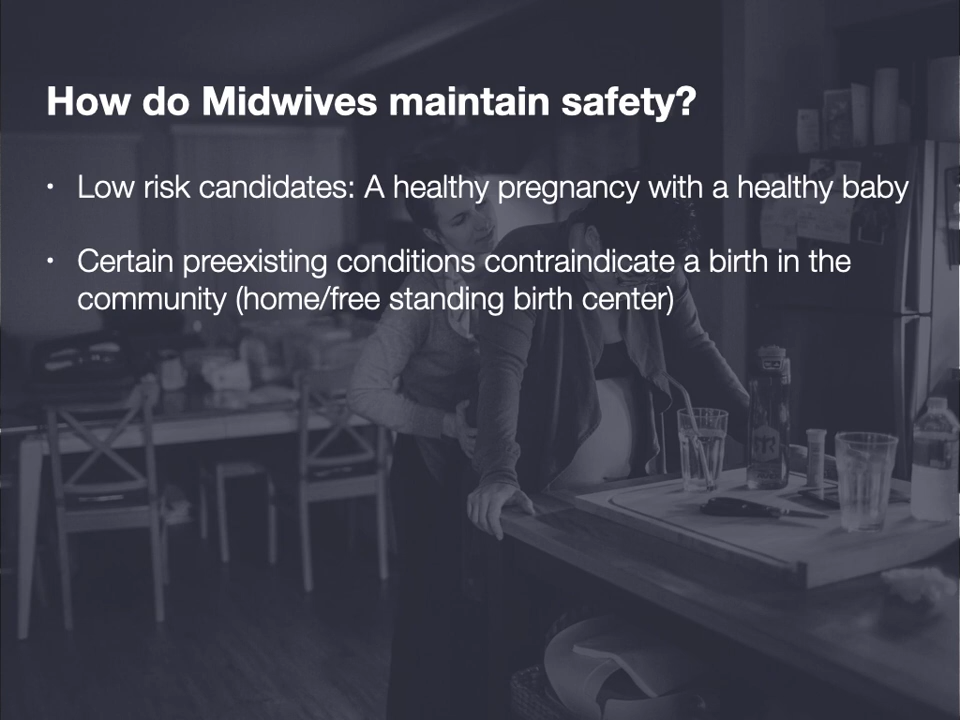 How do Midwives maintain safety?
• Low risk candidates: A healthy pregnancy with a healthy baby
• Certain preexisting conditions contraindicate a birth in the
community (home/free standing birth center)